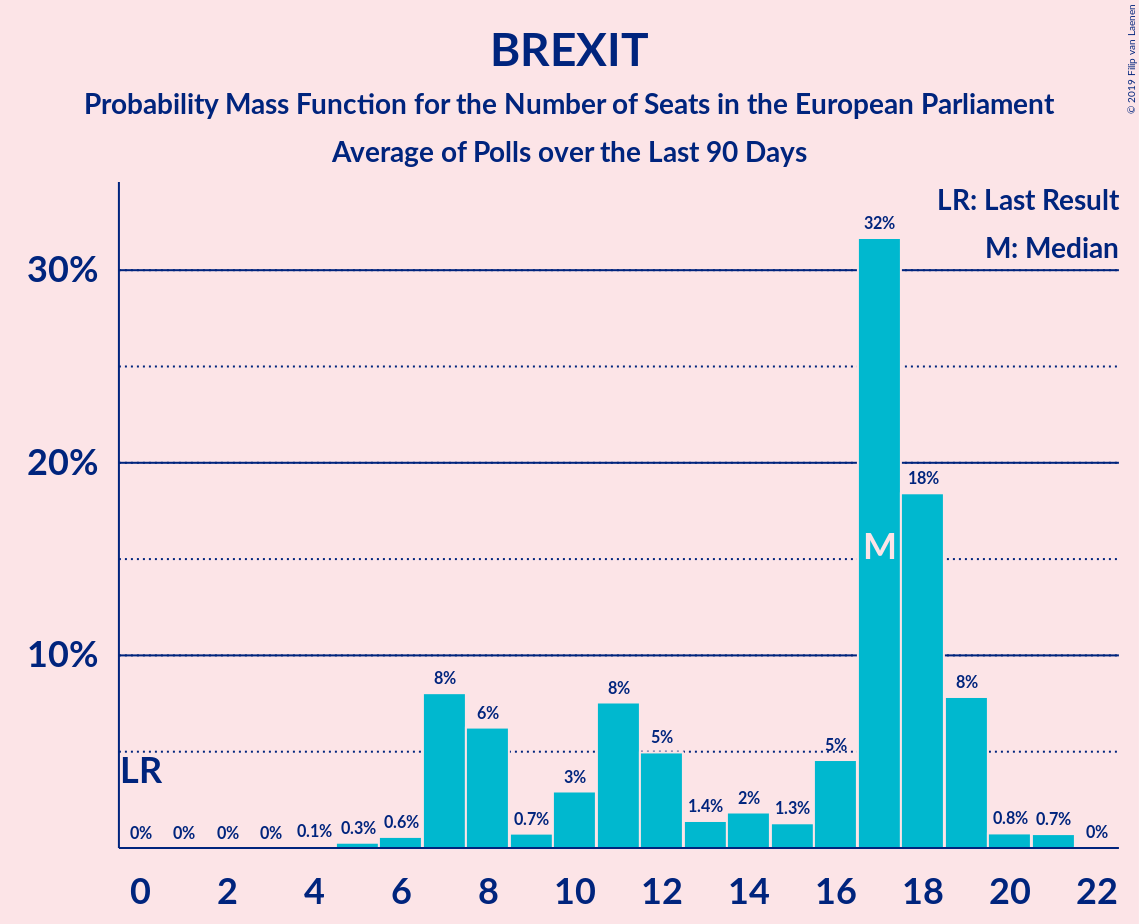 BREXIT
Probability Mass Function for the Number of Seats in the European Parliament
Average of Polls over the Last 90 Days
© 2019 Filip van Laenen
LR: Last Result
M: Median
30%
20%
10%
LR
M
0% 0% 0% 0% 0.1% 0.3% 0.6% 8% 6% 0.7% 3% 8% 5% 1.4% 2% 1.3% 5% 32% 18% 8% 0.8% 0.7% 0%
0 2 4 6 8 10 12 14 16 18 20 22